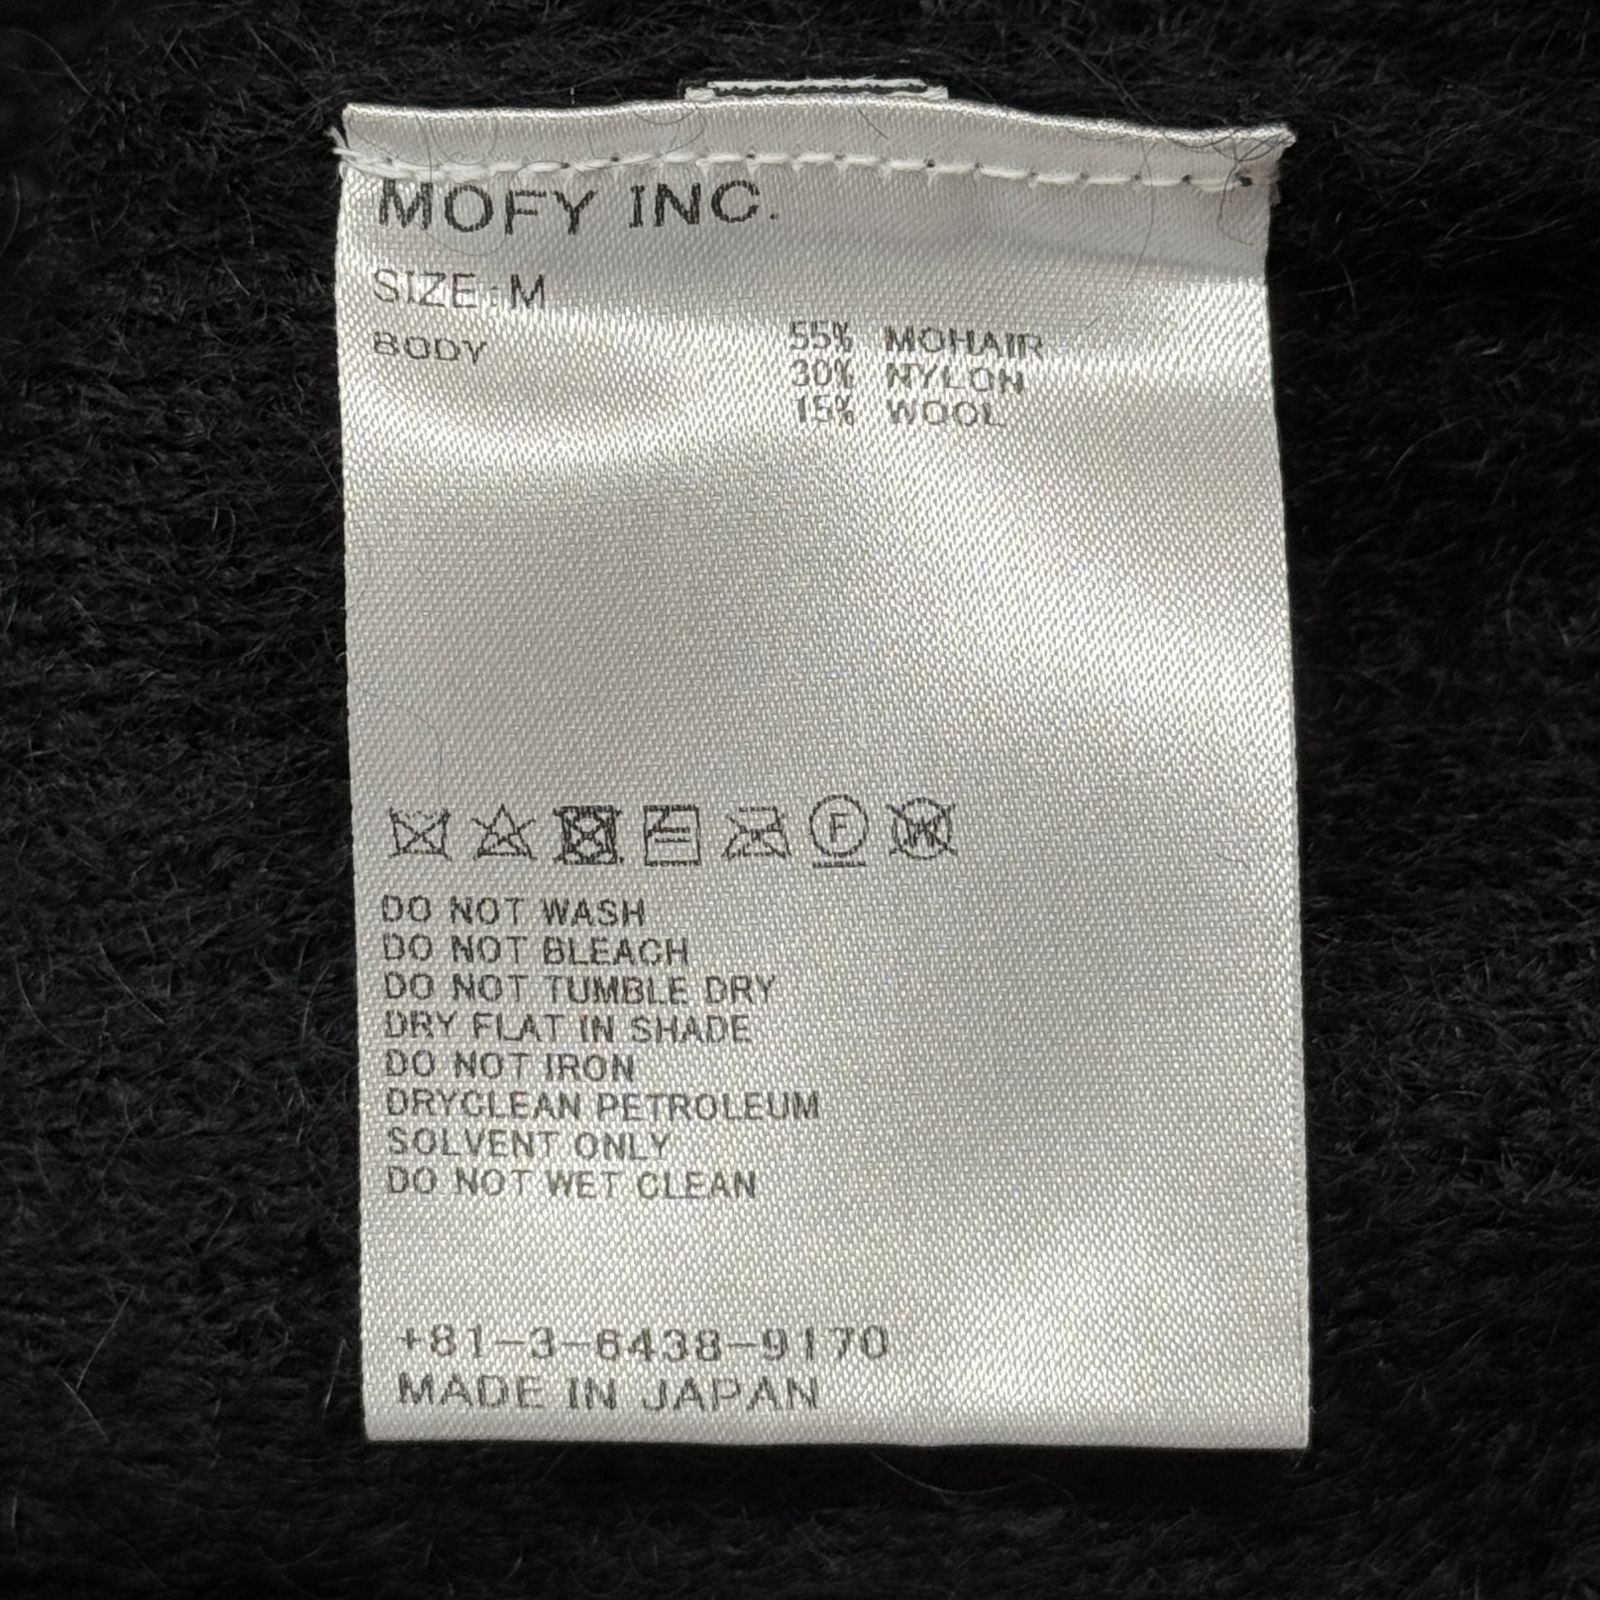 MOFY INC.
SIZE:M
BODY 55% MOHAIR
30% NYLON
15% WOOL
F
W
DO NOT WASH
DO NOT BLEACH
DO NOT TUMBLE DRY
DRY FLAT IN SHADE
DO NOT IRON
DRYCLEAN PETROLEUM
SOLVENT ONLY
DO NOT WET CLEAN
+81-3-6438-9170
MADE IN JAPAN